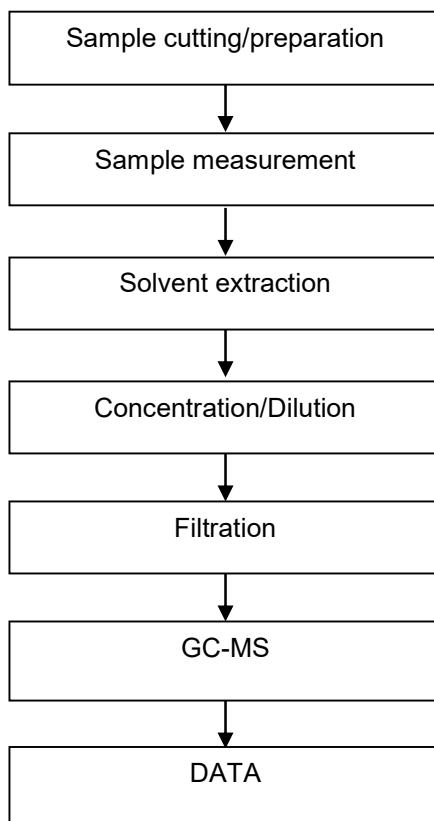 Sample cutting/preparation
Sample measurement
Solvent extraction
Concentration/Dilution
Filtration
GC-MS
DATA